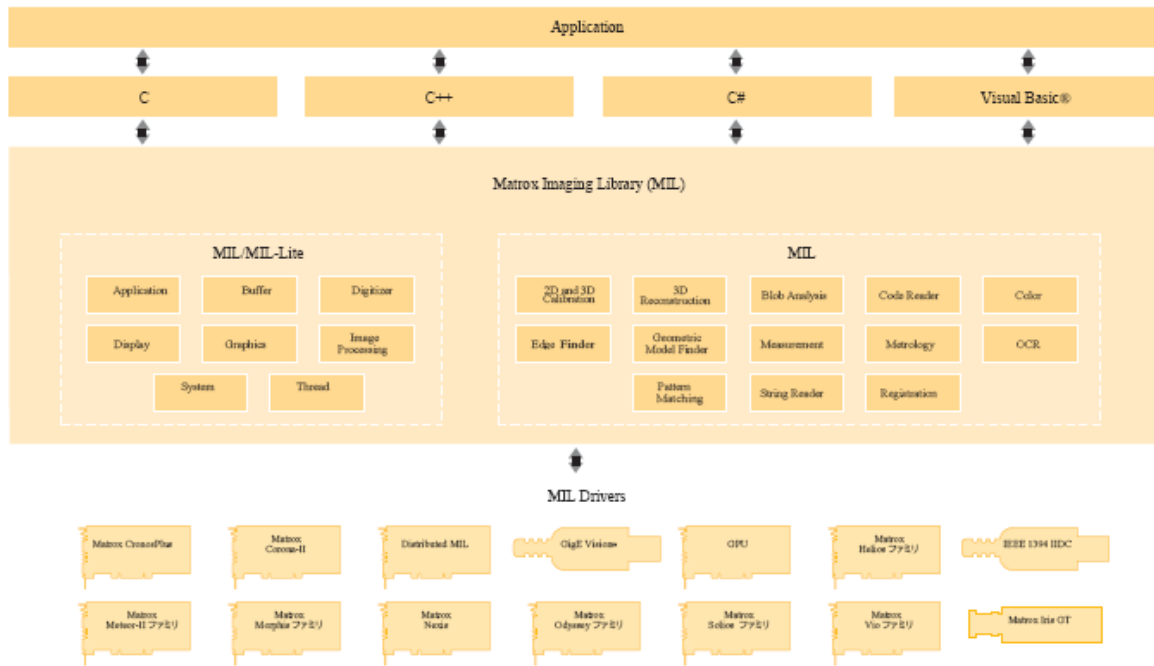 Application
C
C++
C#
Visual Basic®
Matrox Imaging Library (MIL)
MIL/MIL-Lite
MIL
Application
Buffer
Digitizer
2D and 3D
Calibration
3D
Reconstruction
Blob Analysis
Code Reader
Color
Display
Graphics
Image
Processing
Edge Finder
Geometric
Model Finder
Measurement
Metrology
OCR
System
Thread
Pattern
Matching
String Reader
Registration
MIL Drivers
Matrox CronosPlus
Matrox
Corona-II
Distributed MIL
GigE Vision®
GPU
Matrox
Helios ファミリ
IEEE 1394 IIDC
Matrox
Meteor-II ファミリ
Matrox
Morphis ファミリ
Matrox
Nexis
Matrox
Odyssey ファミリ
Matrox
Solios ファミリ
Matrox
Vio ファミリ
Matrox Iris GT